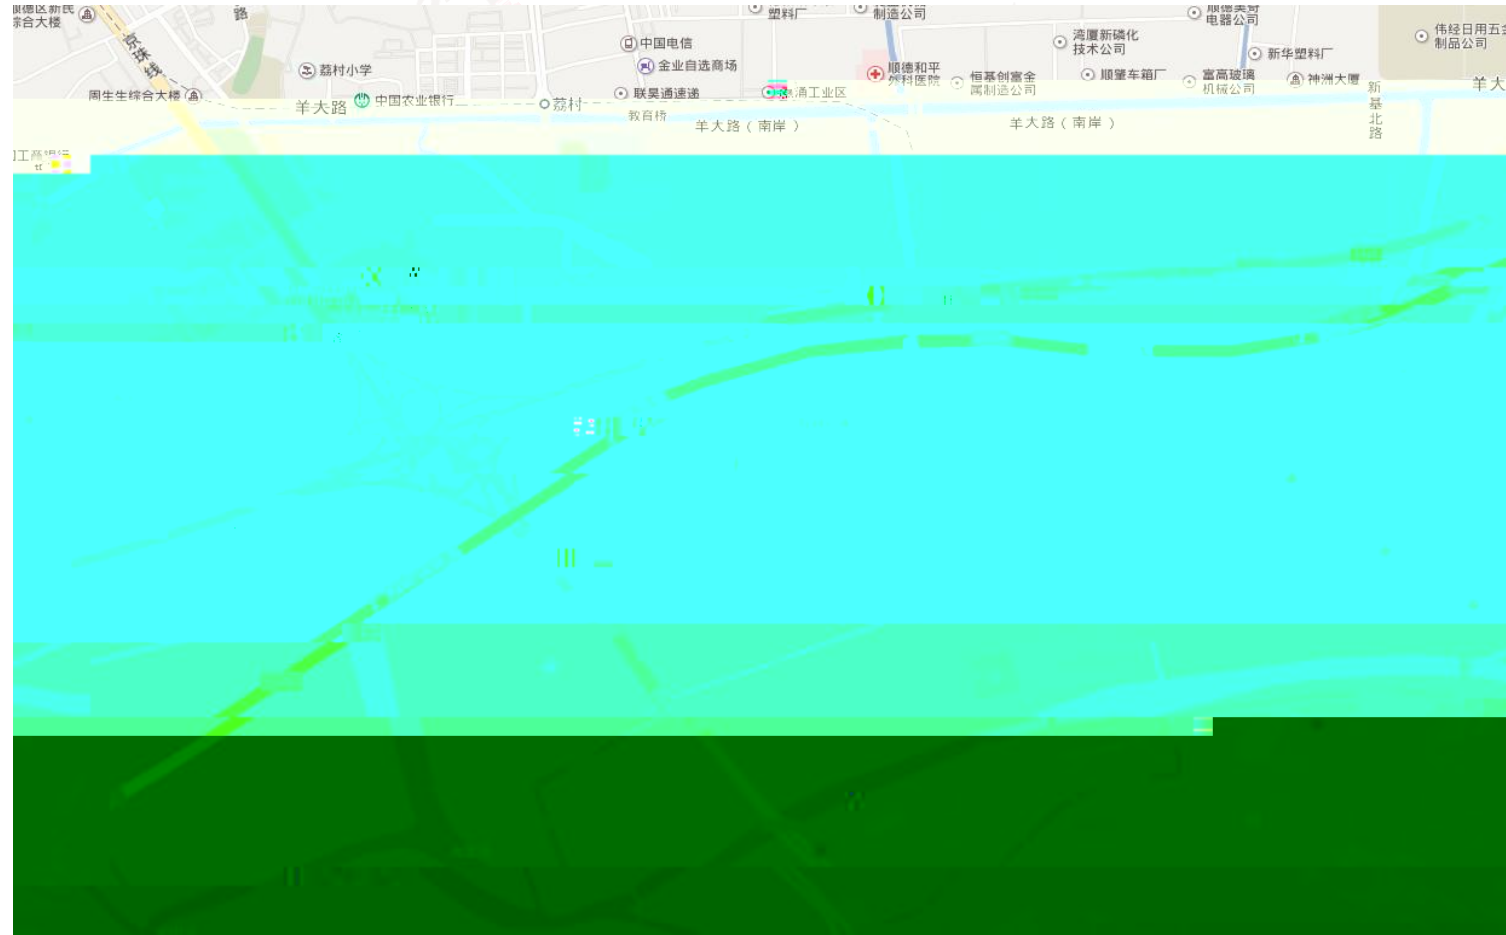 综合大楼
路
京珠线
塑料厂
制造公司
电器公司
中国电信
金业自选商场
荔村小学
周生生综合大楼
羊大路
中国农业银行
荔村
联昊通速递
教育桥
羊大路（南岸）
涌工业区
顺德和平
外科医院
恒基创富金
属制造公司
湾厦新磷化
技术公司
顺肇车箱厂
富高玻璃
机械公司
新华塑料厂
神洲大厦
伟经日用五金
制品公司
羊大
新基北路
羊大路（南岸）